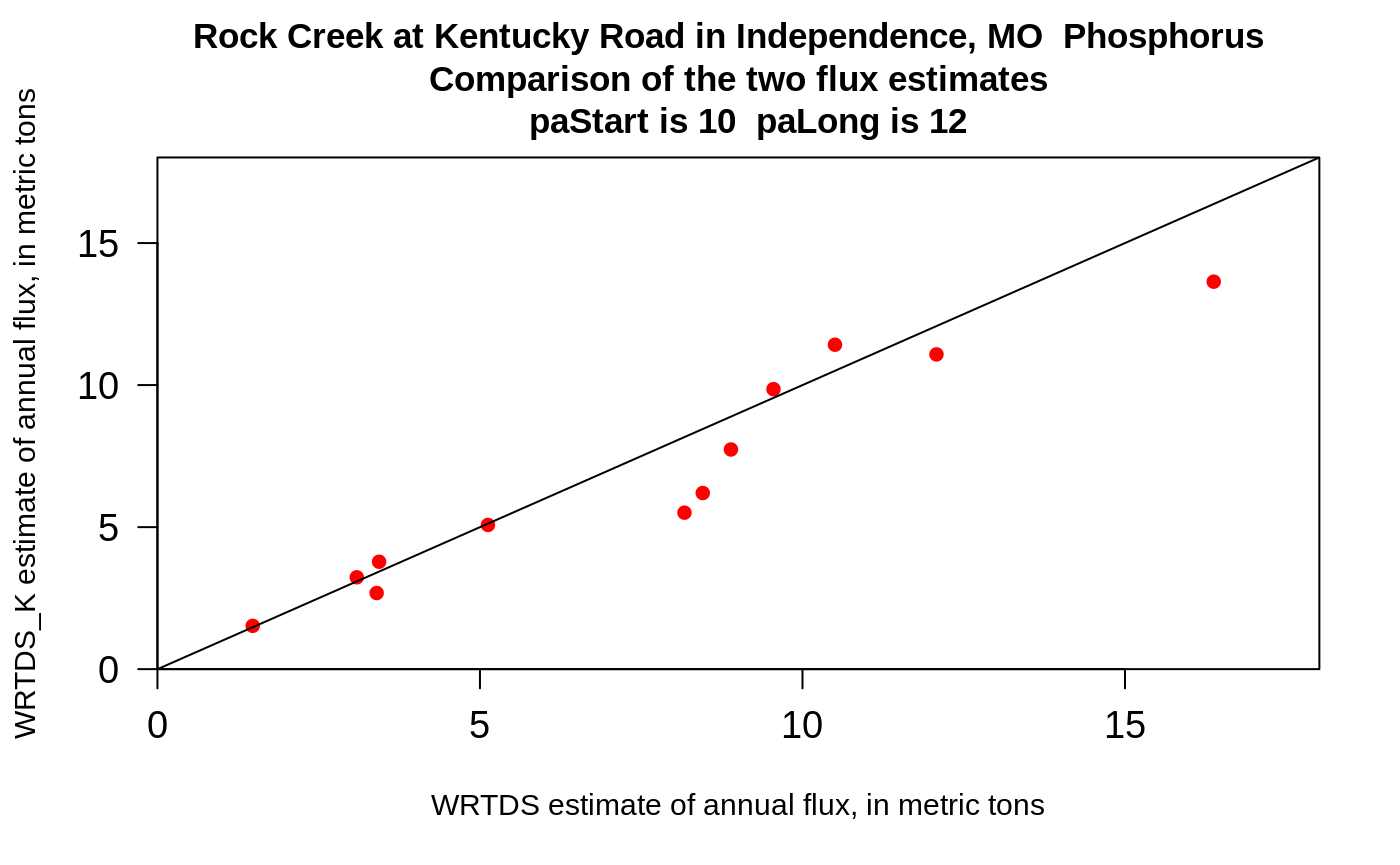 Rock Creek at Kentucky Road in Independence, MO  Phosphorus
Comparison of the two flux estimates
paStart is 10  paLong is 12
WRTDS_K estimate of annual flux, in metric tons
15
10
5
0
0
5
10
15
WRTDS estimate of annual flux, in metric tons